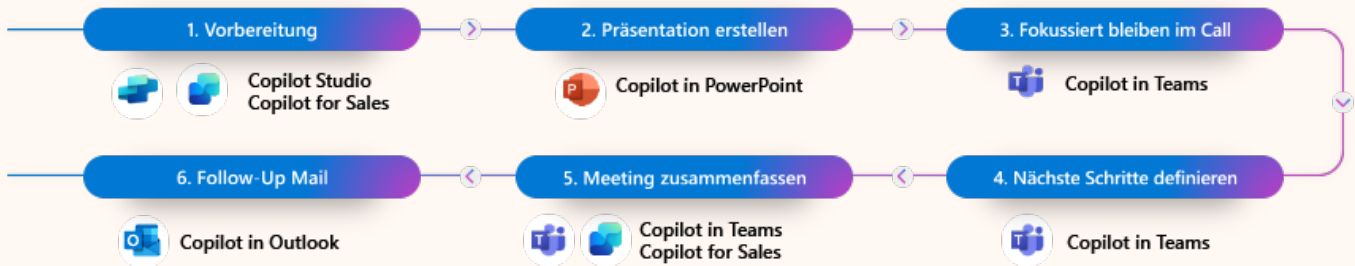 1. Vorbereitung
Copilot Studio
Copilot for Sales
2. Präsentation erstellen
P
Copilot in PowerPoint
3. Fokussiert bleiben im Call
T
Copilot in Teams
4. Nächste Schritte definieren
T
Copilot in Teams
5. Meeting zusammenfassen
T
Copilot in Teams
Copilot for Sales
6. Follow-Up Mail
O
Copilot in Outlook